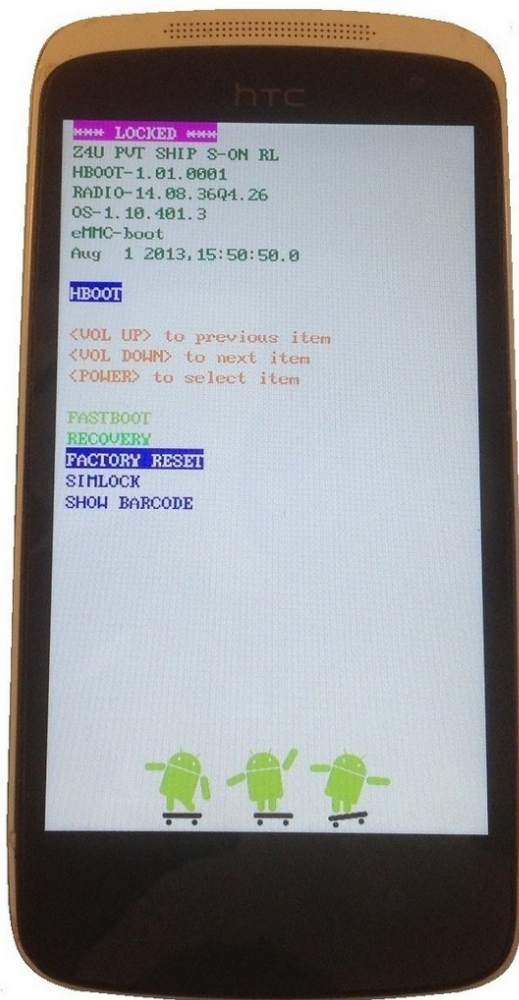 hTC
*** LOCKED ***
Z4U PVT SHIP S-ON RL
HBOOT-1.01.0001
RADIO-14.08.36Q4.26
OS-1.10.401.3
eMMC-boot
Aug  1 2013,15:50:50.0
HBOOT
<VOL UP> to previous item
<VOL DOWN> to next item
<POWER> to select item
FASTBOOT
RECOVERY
FACTORY RESET
SIMLOCK
SHOW BARCODE